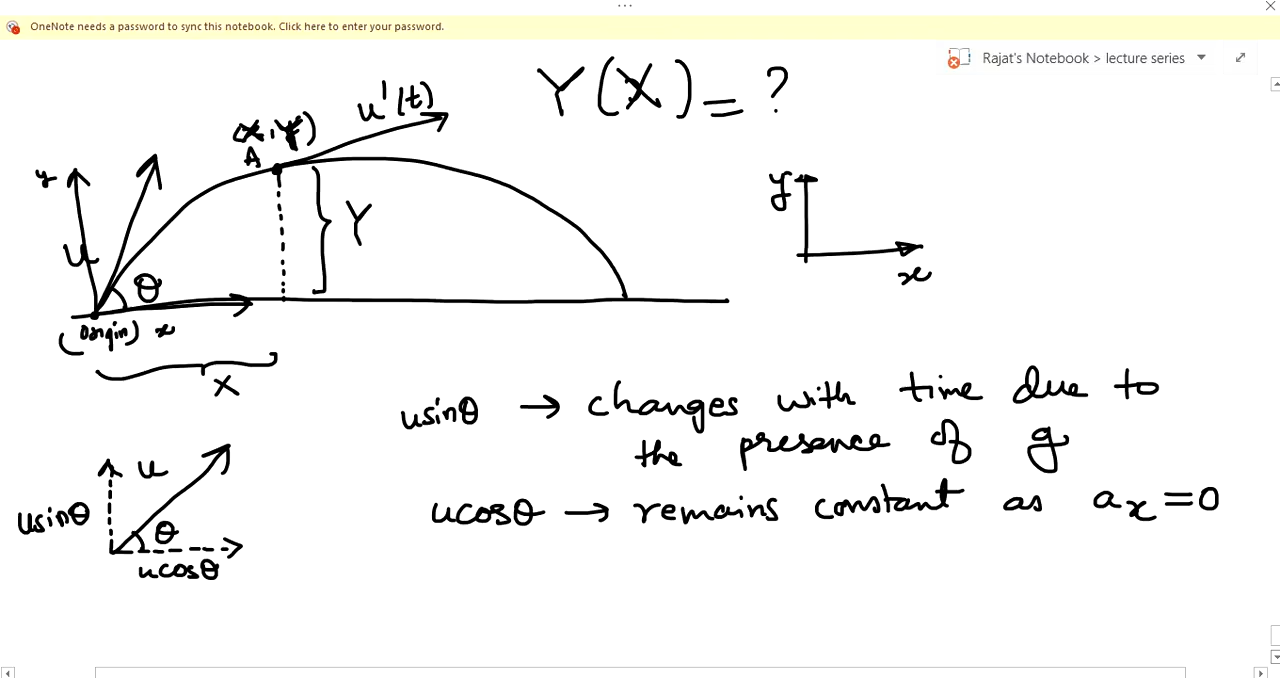 OneNote needs a password to sync this notebook. Click here to enter your password.
Rajat's Notebook > lecture series
Y(X) = ?
u'(t)
(X, Y)
A
y
u
θ
Y
(origin) x
X
y
x
usinθ → changes with time due to
the presence of g
ucosθ → remains constant as ax=0
u
usinθ
θ
ucosθ